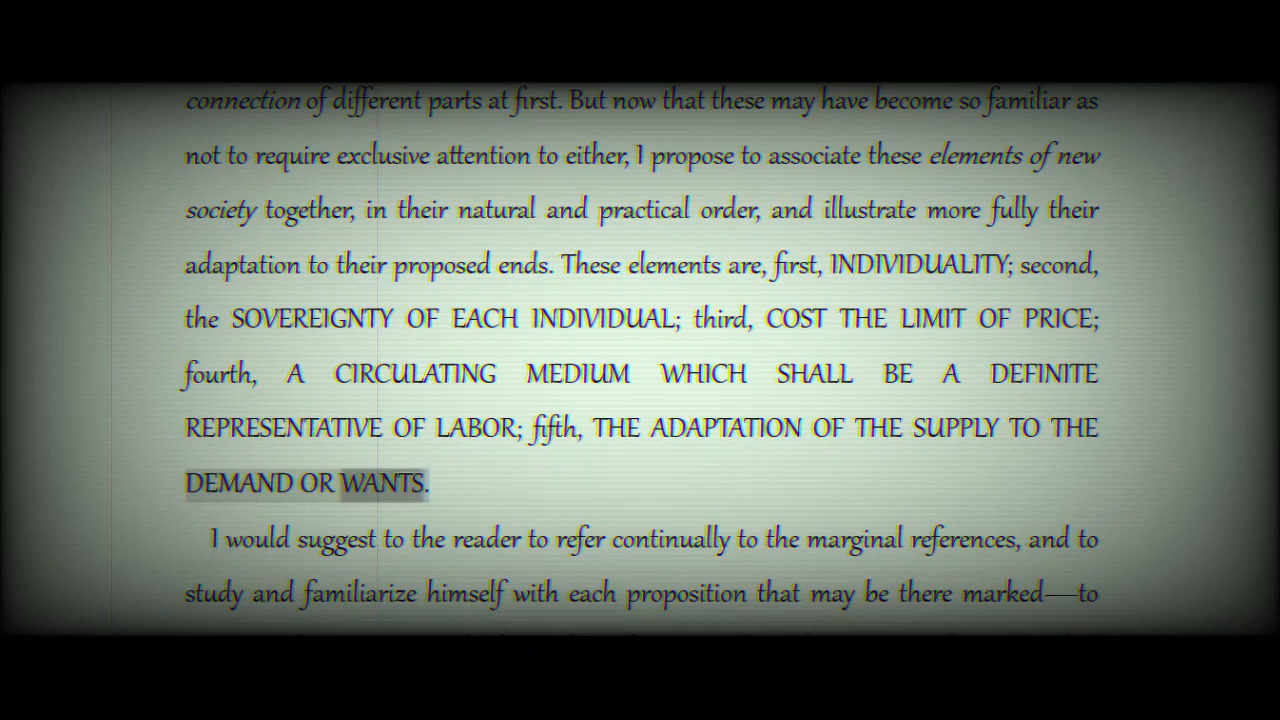 connection of different parts at first. But now that these may have become so familiar as
not to require exclusive attention to either, I propose to associate these elements of new
society together, in their natural and practical order, and illustrate more fully their
adaptation to their proposed ends. These elements are, first, INDIVIDUALITY; second,
the SOVEREIGNTY OF EACH INDIVIDUAL; third, COST THE LIMIT OF PRICE;
fourth, A CIRCULATING MEDIUM WHICH SHALL BE A DEFINITE
REPRESENTATIVE OF LABOR; fifth, THE ADAPTATION OF THE SUPPLY TO THE
DEMAND OR WANTS.
I would suggest to the reader to refer continually to the marginal references, and to
study and familiarize himself with each proposition that may be there marked—to